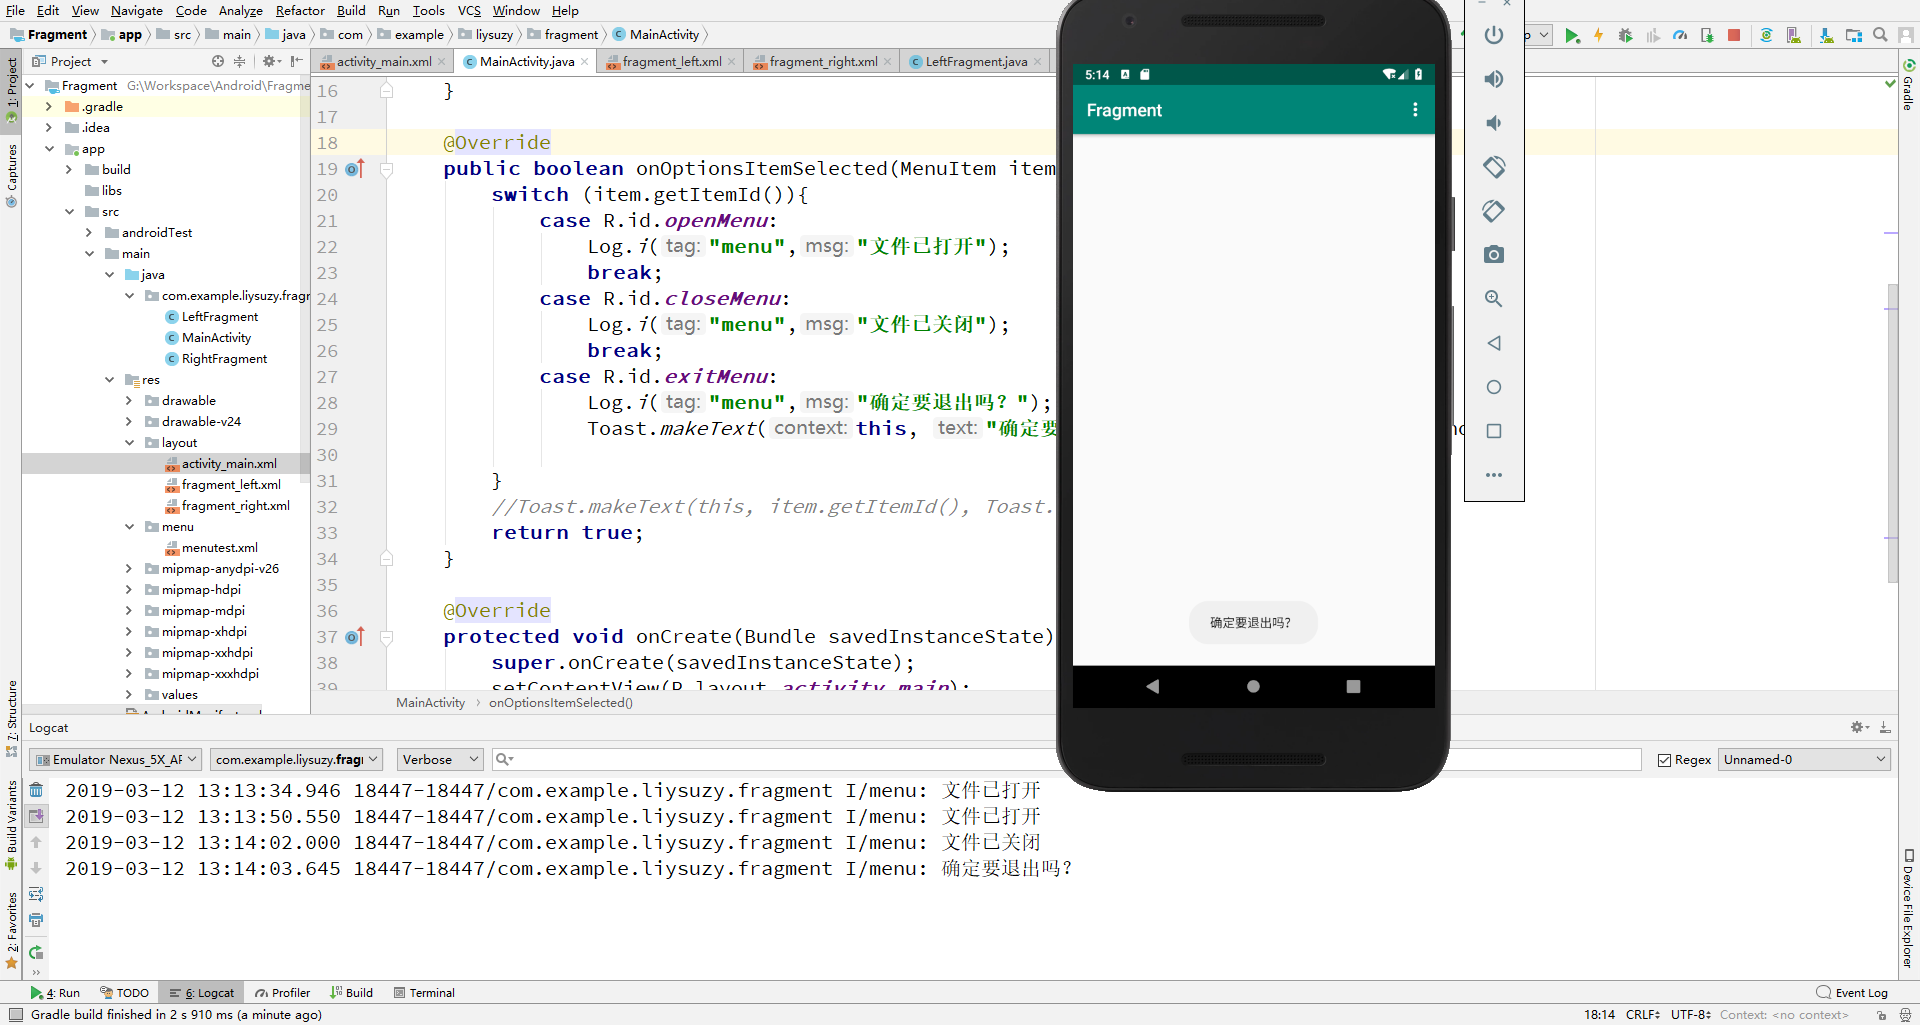 File Edit View Navigate Code Analyze Refactor Build Run Tools VCS Window Help
Fragment app src main java com example liysuzy fragment MainActivity
Project
activity_main.xml MainActivity.java fragment_left.xml fragment_right.xml LeftFragment.java
1: Project
Captures
7: Structure
Build Variants
2: Favorites
Fragment G:\Workspace\Android\Fragme
.gradle
.idea
app
build
libs
src
androidTest
main
java
com.example.liysuzy.fragr
LeftFragment
MainActivity
RightFragment
res
drawable
drawable-v24
layout
activity_main.xml
fragment_left.xml
fragment_right.xml
menu
menutest.xml
mipmap-anydpi-v26
mipmap-hdpi
mipmap-mdpi
mipmap-xhdpi
mipmap-xxhdpi
mipmap-xxxhdpi
values
16 }
17
18 @Override
19 public boolean onOptionsItemSelected(MenuItem item
20 switch (item.getItemId()){
21 case R.id.openMenu:
22 Log.i( tag: "menu", msg: "文件已打开");
23 break;
24 case R.id.closeMenu:
25 Log.i( tag: "menu", msg: "文件已关闭");
26 break;
27 case R.id.exitMenu:
28 Log.i( tag: "menu", msg: "确定要退出吗？");
29 Toast.makeText( context: this, text: "确定要
30
31 }
32 //Toast.makeText(this, item.getItemId(), Toast.
33 return true;
34 }
35
36 @Override
37 protected void onCreate(Bundle savedInstanceState)
38 super.onCreate(savedInstanceState);
39 setContentView(R.layout.activity_main);
MainActivity › onOptionsItemSelected()
5:14
Fragment
确定要退出吗?
Gradle
Device File Explorer
Logcat
Emulator Nexus_5X_AF com.example.liysuzy.fragr Verbose Regex Unnamed-0
2019-03-12 13:13:34.946 18447-18447/com.example.liysuzy.fragment I/menu: 文件已打开
2019-03-12 13:13:50.550 18447-18447/com.example.liysuzy.fragment I/menu: 文件已打开
2019-03-12 13:14:02.000 18447-18447/com.example.liysuzy.fragment I/menu: 文件已关闭
2019-03-12 13:14:03.645 18447-18447/com.example.liysuzy.fragment I/menu: 确定要退出吗？
4: Run TODO 6: Logcat Profiler Build Terminal Event Log
Gradle build finished in 2 s 910 ms (a minute ago) 18:14 CRLF UTF-8 Context: <no context>